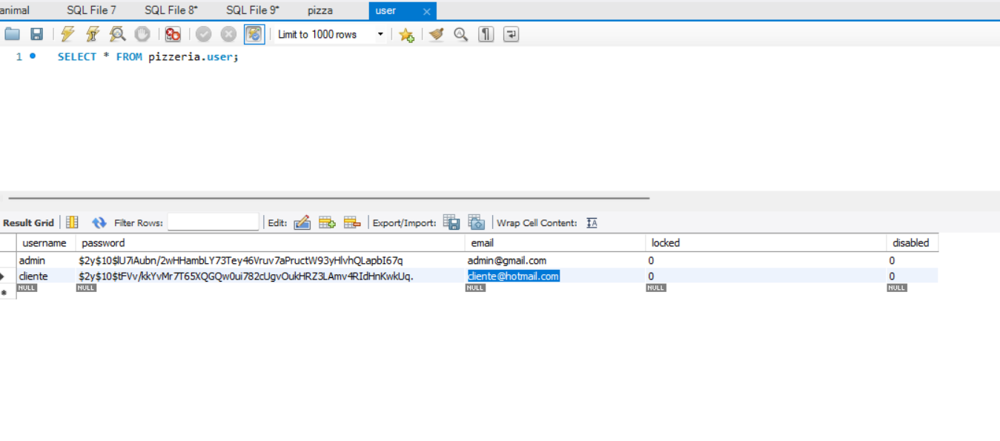 animal SQL File 7 SQL File 8* SQL File 9* pizza user
Limit to 1000 rows
1 SELECT * FROM pizzeria.user;
Result Grid Filter Rows: Edit: Export/Import: Wrap Cell Content:
username password email locked disabled
admin $2y$10$lU7iAubn/2wHHambLY73Tey46Vruv7aPructW93yHlvhQLapbI67q admin@gmail.com 0 0
cliente $2y$10$tFVv/kkYvMr7T65XQGQw0ui782cUgvOukHRZ3LAmv4RIdHnKwkUq. cliente@hotmail.com 0 0
NULL NULL NULL NULL NULL